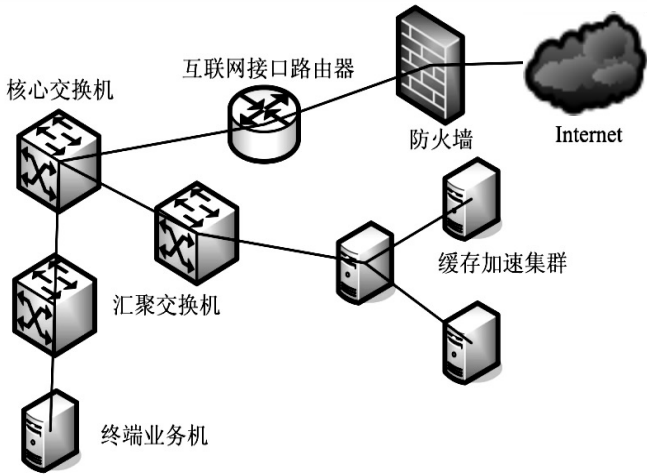 互联网接口路由器
核心交换机
防火墙
Internet
缓存加速集群
汇聚交换机
终端业务机